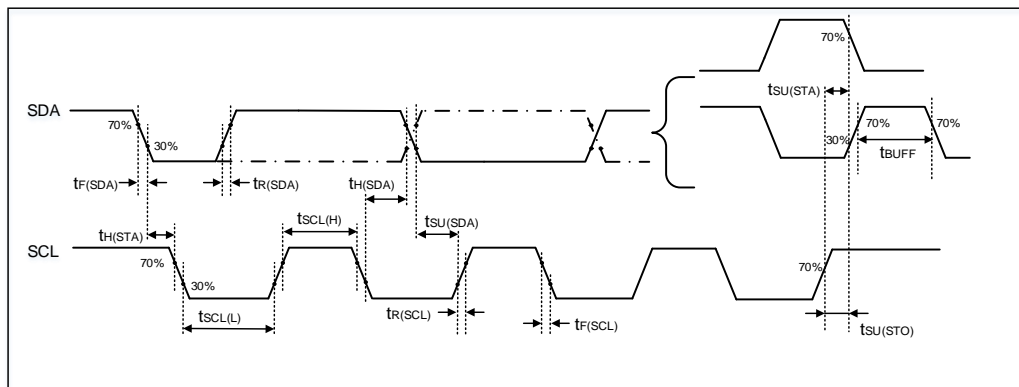 70%
tSU(STA)
SDA
70%
30%
30%
70%
70%
tBUFF
tF(SDA)
tR(SDA)
tH(SDA)
tSCL(H)
tSU(SDA)
tH(STA)
SCL
70%
30%
70%
tSCL(L)
tR(SCL)
tF(SCL)
tSU(STO)